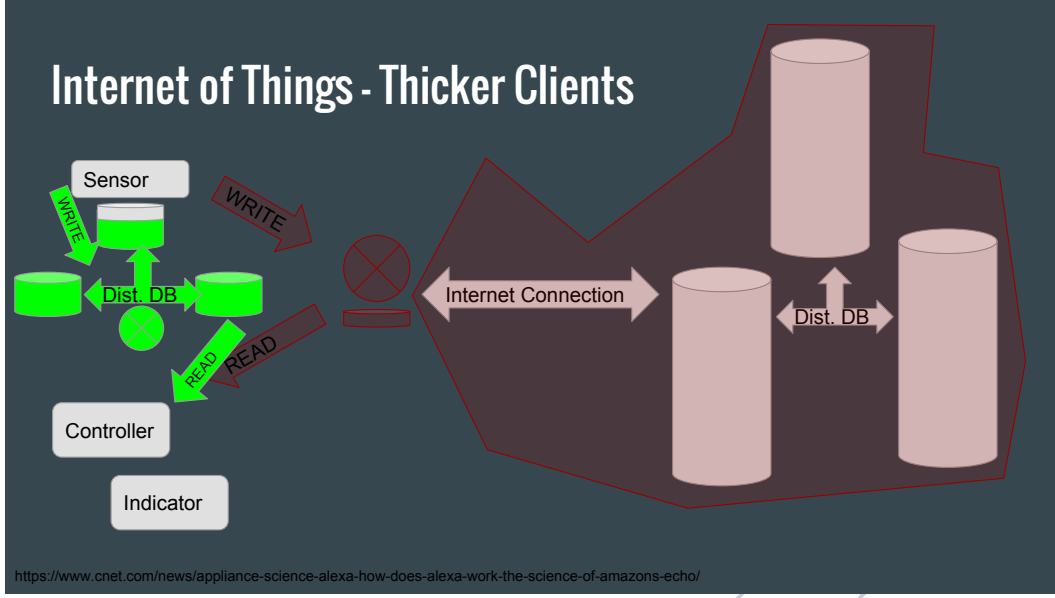 Internet of Things - Thicker Clients
Sensor
WRITE
WRITE
Dist. DB
READ
READ
Internet Connection
Dist. DB
Controller
Indicator
https://www.cnet.com/news/appliance-science-alexa-how-does-alexa-work-the-science-of-amazons-echo/